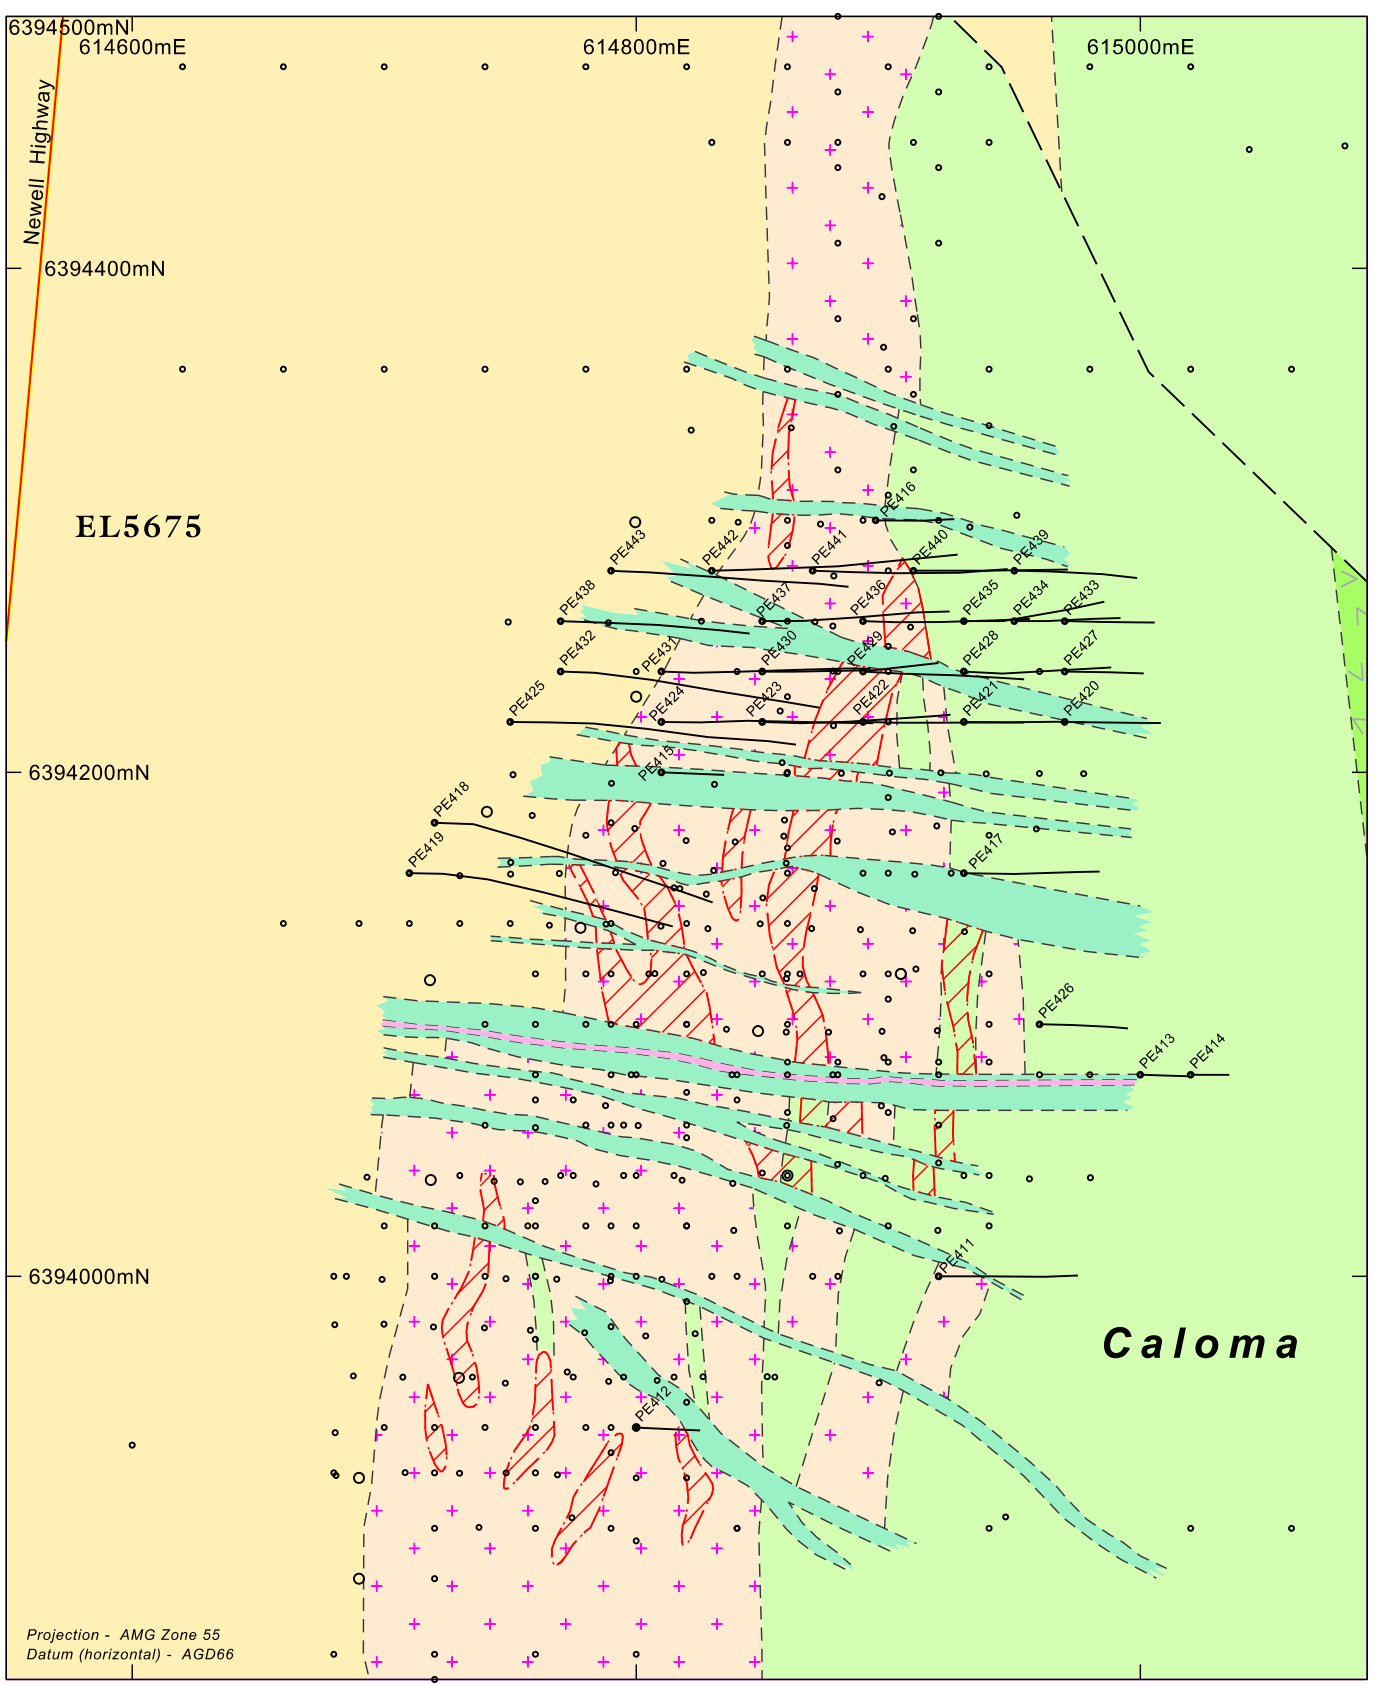 6394500mN
614600mE
614800mE
615000mE
Newell Highway
6394400mN
EL5675
PE416
PE443
PE442
PE441
PE440
PE439
PE438
PE437
PE436
PE435
PE434
PE433
PE432
PE431
PE430
PE429
PE428
PE427
PE425
PE424
PE423
PE422
PE421
PE420
6394200mN
PE415
PE418
PE419
PE417
PE426
PE413
PE414
6394000mN
PE411
Caloma
PE412
Projection - AMG Zone 55
Datum (horizontal) - AGD66